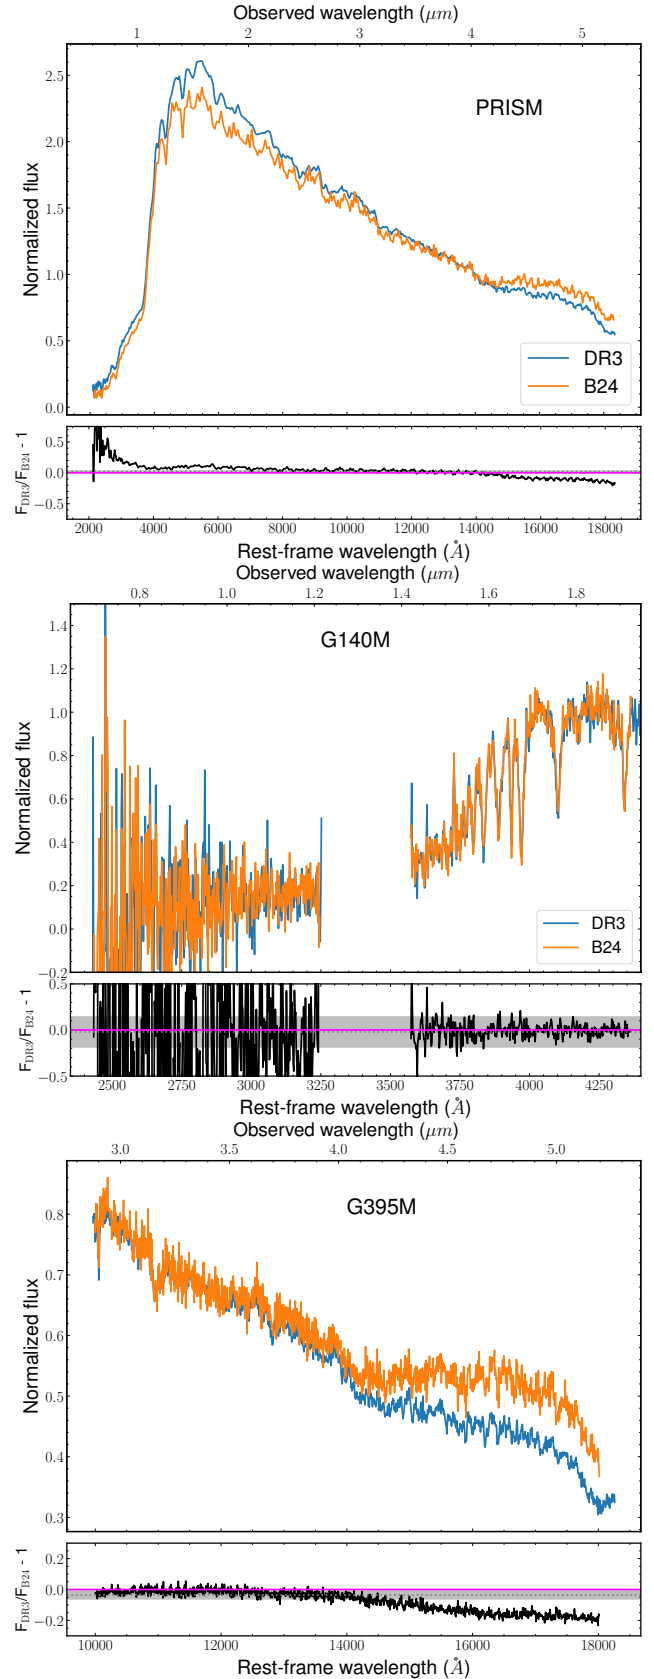 Observed wavelength (μm)
1 2 3 4 5
PRISM
Normalized flux
2.5
2.0
1.5
1.0
0.5
0.0
DR3
B24
F_DR3/F_B24 - 1
0.5
0.0
−0.5
2000 4000 6000 8000 10000 12000 14000 16000 18000
Rest-frame wavelength (Å)
Observed wavelength (μm)
0.8 1.0 1.2 1.4 1.6 1.8
G140M
Normalized flux
1.4
1.2
1.0
0.8
0.6
0.4
0.2
0.0
−0.2
DR3
B24
F_DR3/F_B24 - 1
0.5
0.0
−0.5
2500 2750 3000 3250 3500 3750 4000 4250
Rest-frame wavelength (Å)
Observed wavelength (μm)
3.0 3.5 4.0 4.5 5.0
G395M
Normalized flux
0.8
0.7
0.6
0.5
0.4
0.3
F_DR3/F_B24 - 1
0.2
0.0
−0.2
10000 12000 14000 16000 18000
Rest-frame wavelength (Å)